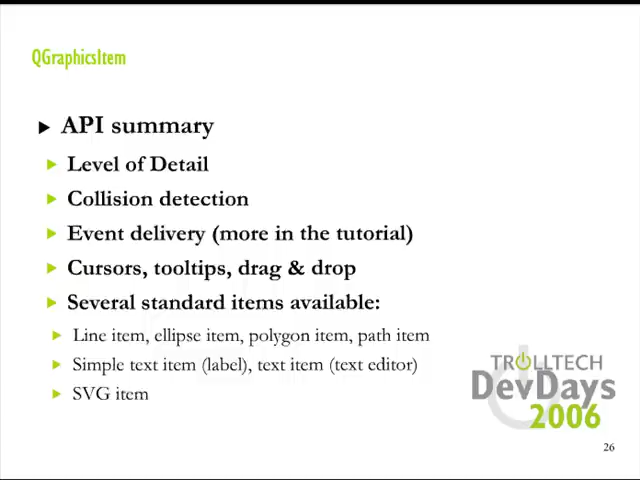 QGraphicsItem
API summary
Level of Detail
Collision detection
Event delivery (more in the tutorial)
Cursors, tooltips, drag & drop
Several standard items available:
Line item, ellipse item, polygon item, path item
Simple text item (label), text item (text editor)
SVG item
TROLLTECH
DevDays
2006
26